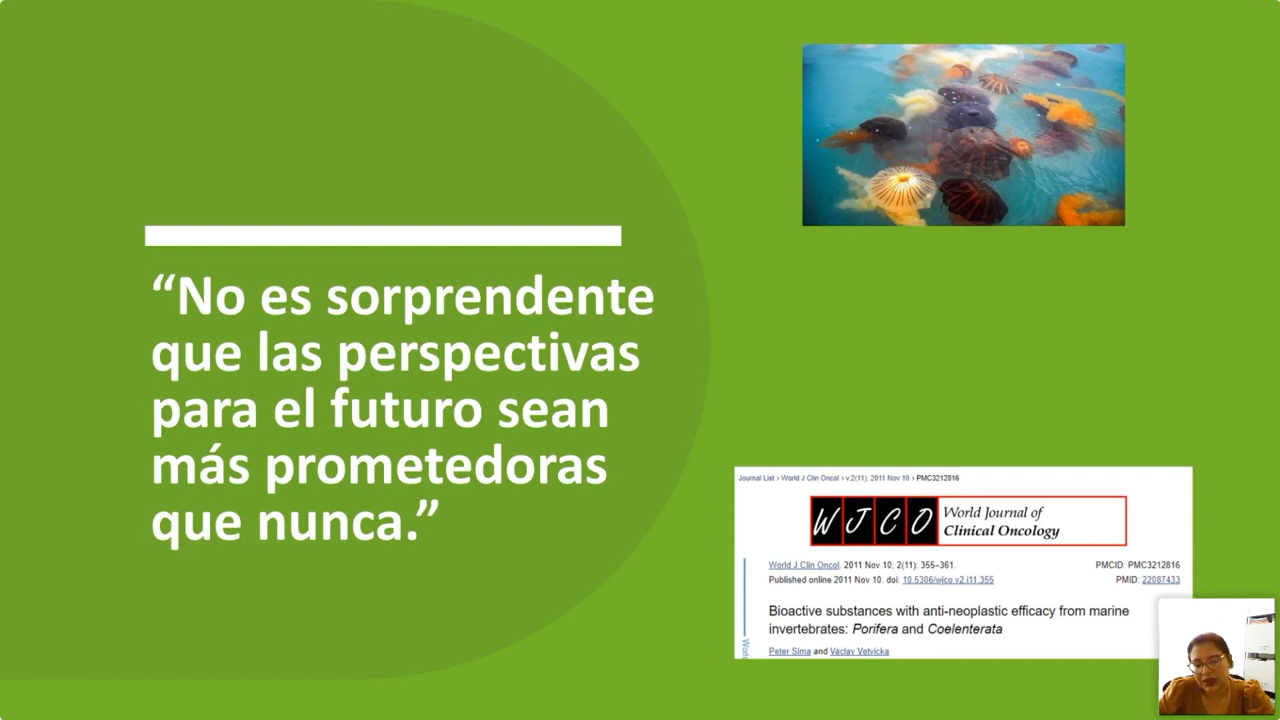 “No es sorprendente
que las perspectivas
para el futuro sean
más prometedoras
que nunca.”
Journal List › World J Clin Oncol › v.2(11); 2011 Nov 10 › PMC3212816
WJCO World Journal of
Clinical Oncology
World J Clin Oncol. 2011 Nov 10; 2(11): 355–361. PMCID: PMC3212816
Published online 2011 Nov 10. doi: 10.5306/wjco.v2.i11.355 PMID: 22087433
Bioactive substances with anti-neoplastic efficacy from marine
invertebrates: Porifera and Coelenterata
Peter Sima and Vaclav Vetvicka